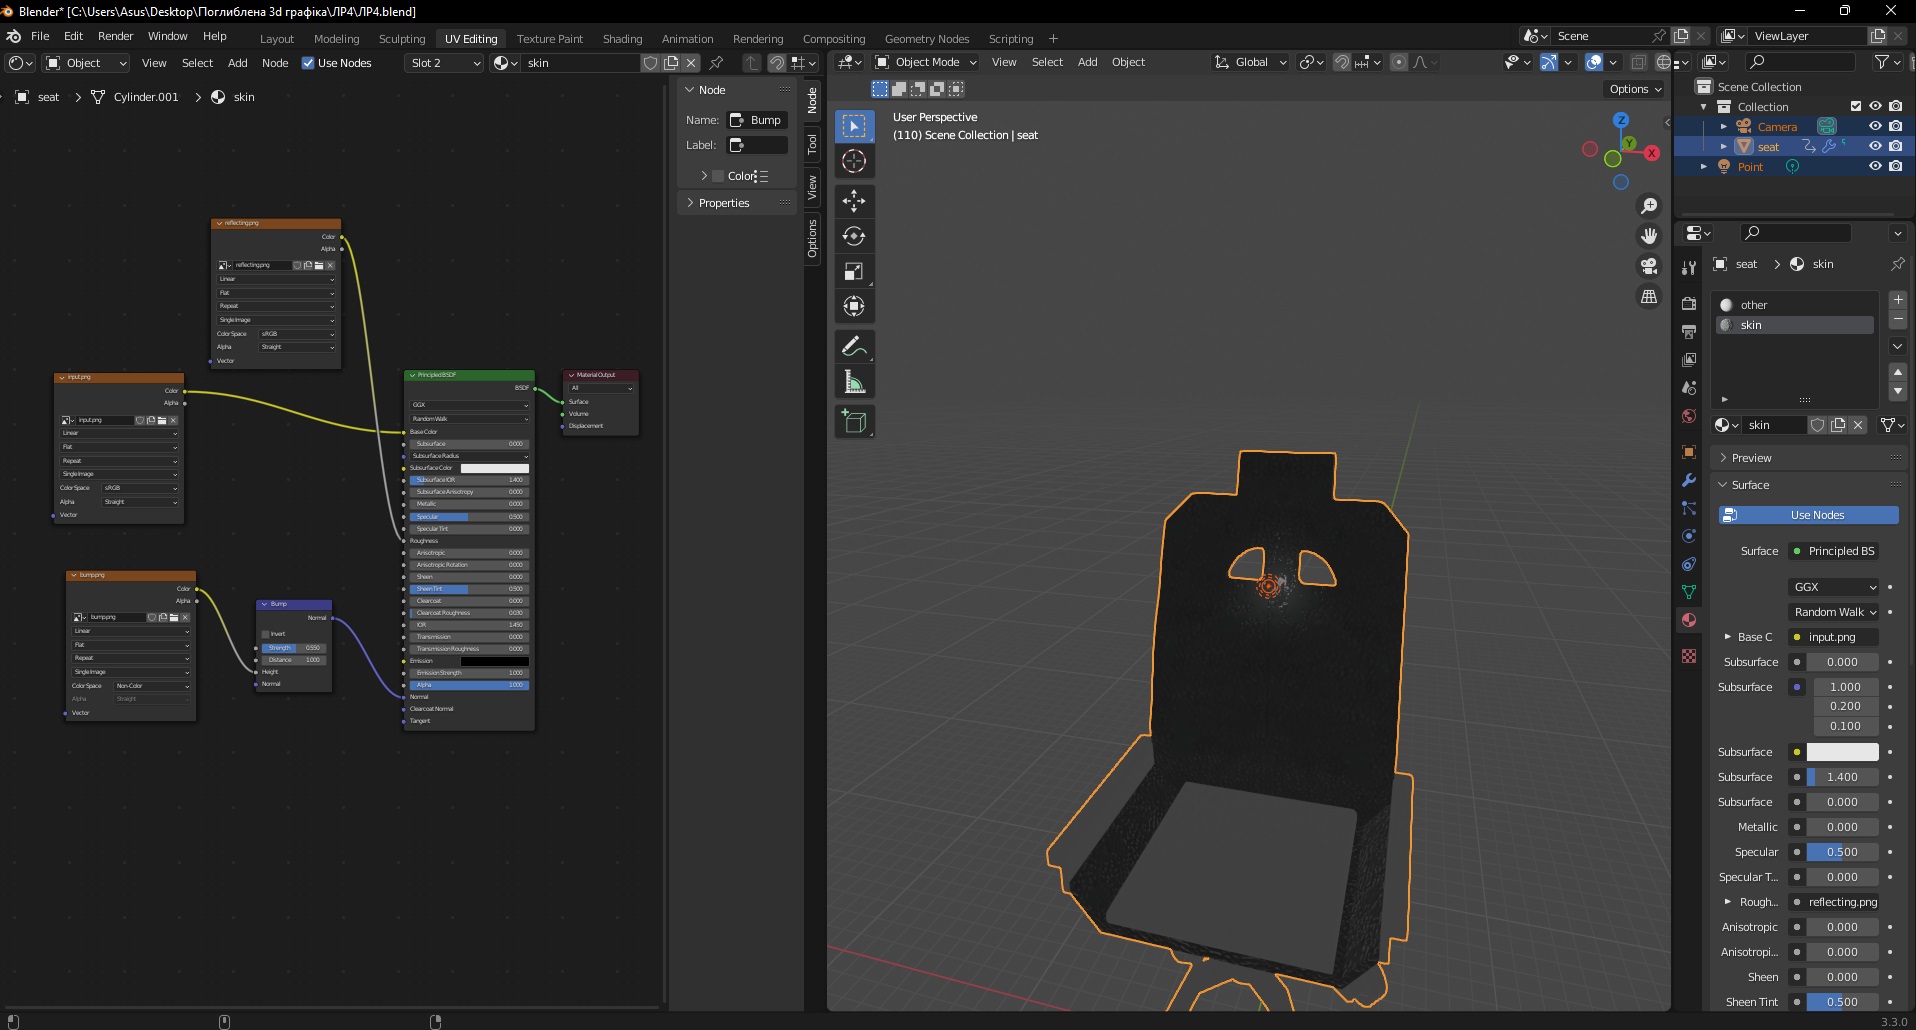 Blender* [C:\Users\Asus\Desktop\Поглиблена 3d графіка\ЛР4\ЛР4.blend]
File Edit Render Window Help Layout Modeling Sculpting UV Editing Texture Paint Shading Animation Rendering Compositing Geometry Nodes Scripting + Scene ViewLayer
Object View Select Add Node Use Nodes Slot 2 skin
Object Mode View Select Add Object Global
Options
seat > Cylinder.001 > skin
Node
Name: Bump
Label:
Color
Properties
Node
Tool
View
Options
reflecting.png
Color
Alpha
reflecting.png
Linear
Flat
Repeat
Single Image
Color Space sRGB
Alpha Straight
Vector
input.png
Color
Alpha
input.png
Linear
Flat
Repeat
Single Image
Color Space sRGB
Alpha Straight
Vector
bump.png
Color
Alpha
bump.png
Linear
Flat
Repeat
Single Image
Color Space Non-Color
Alpha Straight
Vector
Bump
Normal
Invert
Strength 0.550
Distance 1.000
Height
Normal
Principled BSDF
BSDF
GGX
Random Walk
Base Color
Subsurface 0.000
Subsurface Radius
Subsurface Color
Subsurface IOR 1.400
Subsurface Anisotropy 0.000
Metallic 0.000
Specular 0.500
Specular Tint 0.000
Roughness
Anisotropic 0.000
Anisotropic Rotation 0.000
Sheen 0.000
Sheen Tint 0.500
Clearcoat 0.000
Clearcoat Roughness 0.030
IOR 1.450
Transmission 0.000
Transmission Roughness 0.000
Emission
Emission Strength 1.000
Alpha 1.000
Normal
Clearcoat Normal
Tangent
Material Output
All
Surface
Volume
Displacement
User Perspective
(110) Scene Collection | seat
Z
Y
X
Scene Collection
Collection
Camera
seat
Point
seat > skin
other
skin
skin
Preview
Surface
Use Nodes
Surface Principled BS
GGX
Random Walk
Base C input.png
Subsurface 0.000
Subsurface 1.000
0.200
0.100
Subsurface
Subsurface 1.400
Subsurface 0.000
Metallic 0.000
Specular 0.500
Specular T... 0.000
Rough... reflecting.png
Anisotropic 0.000
Anisotropi... 0.000
Sheen 0.000
Sheen Tint 0.500
3.3.0